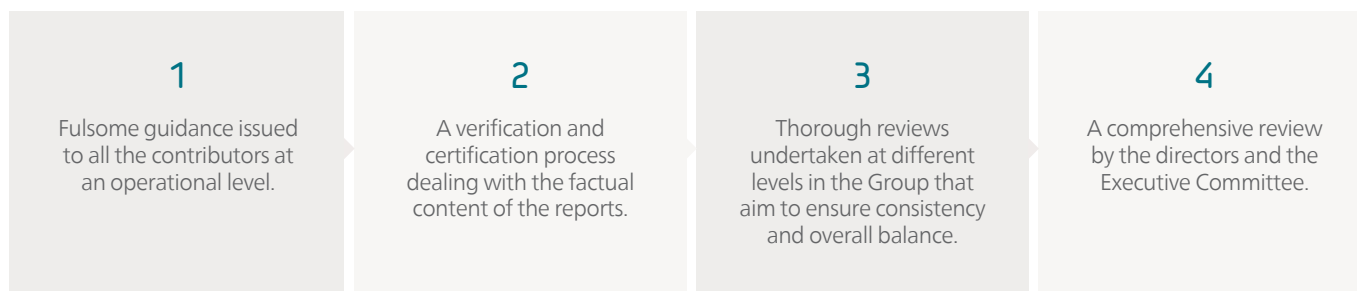 1
Fulsome guidance issued
to all the contributors at
an operational level.
2
A verification and
certification process
dealing with the factual
content of the reports.
3
Thorough reviews
undertaken at different
levels in the Group that
aim to ensure consistency
and overall balance.
4
A comprehensive review
by the directors and the
Executive Committee.